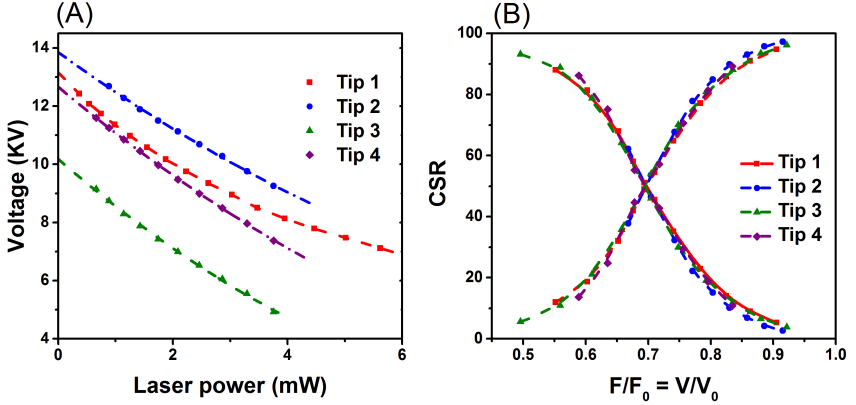 (A)
14
12
10
8
6
4
0
2
4
6
Voltage (KV)
Laser power (mW)
Tip 1
Tip 2
Tip 3
Tip 4
(B)
100
80
60
40
20
0
0.5
0.6
0.7
0.8
0.9
1.0
CSR
F/F₀ = V/V₀
Tip 1
Tip 2
Tip 3
Tip 4